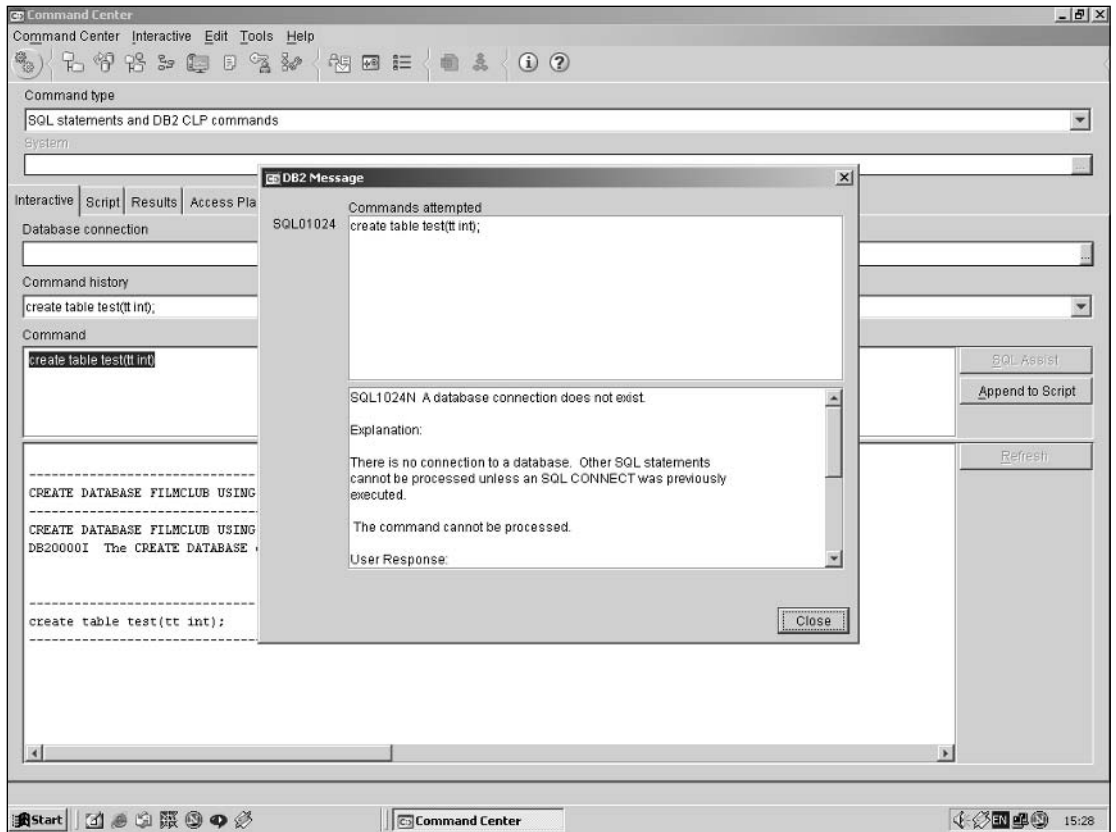 Command Center
Command Center Interactive Edit Tools Help
Command type
SQL statements and DB2 CLP commands
System
Interactive Script Results Access Pla
Database connection
Command history
create table test(tt int);
Command
create table test(tt int)
SQL Assist
Append to Script
Refresh
CREATE DATABASE FILMCLUB USING
CREATE DATABASE FILMCLUB USING
DB20000I The CREATE DATABASE
create table test(tt int);
DB2 Message
Commands attempted
SQL01024
create table test(tt int);
SQL1024N A database connection does not exist.
Explanation:
There is no connection to a database. Other SQL statements
cannot be processed unless an SQL CONNECT was previously
executed.
The command cannot be processed.
User Response:
Close
Start
Command Center
EN
15:28